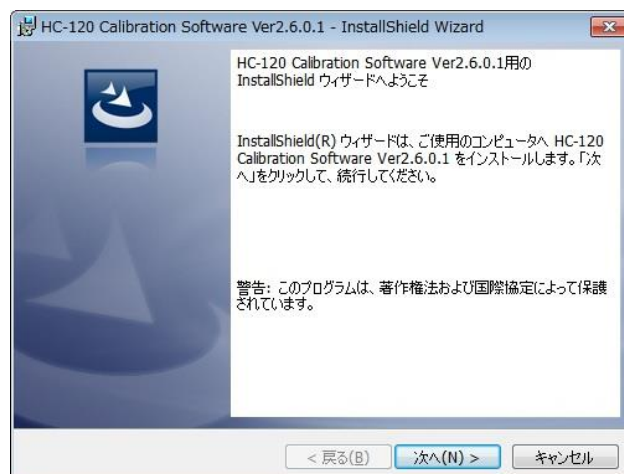 HC-120 Calibration Software Ver2.6.0.1 - InstallShield Wizard
HC-120 Calibration Software Ver2.6.0.1用の
InstallShield ウィザードへようこそ
InstallShield(R) ウィザードは、ご使用のコンピュータへ HC-120
Calibration Software Ver2.6.0.1 をインストールします。「次
へ」をクリックして、続行してください。
警告: このプログラムは、著作権法および国際協定によって保護
されています。
< 戻る(B) 次へ(N) > キャンセル